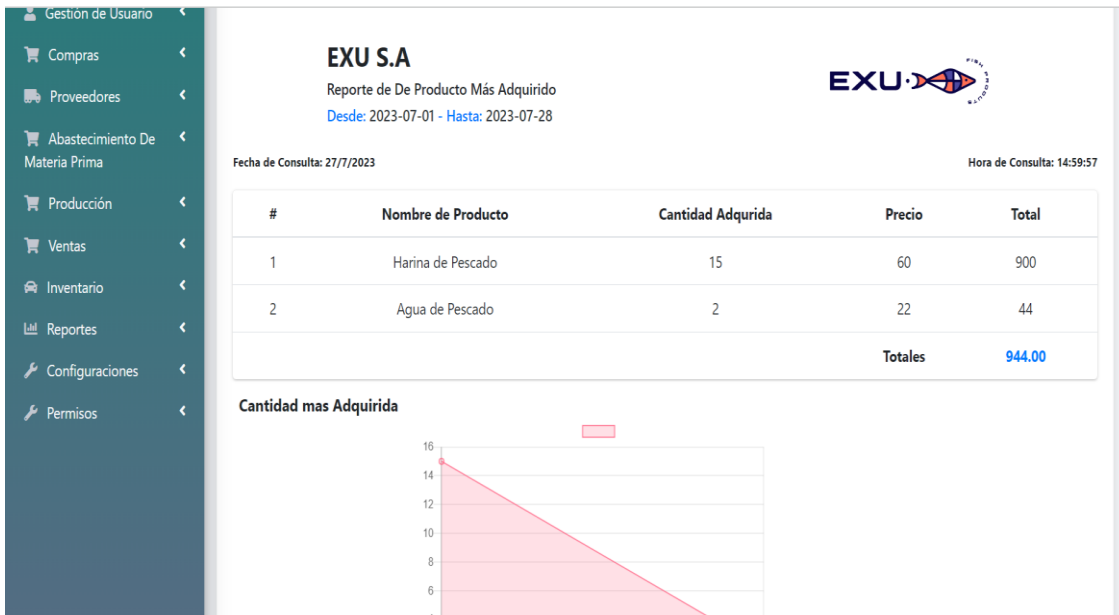 Gestión de Usuario
Compras
Proveedores
Abastecimiento De
Materia Prima
Producción
Ventas
Inventario
Reportes
Configuraciones
Permisos
EXU S.A
Reporte de De Producto Más Adquirido
Desde: 2023-07-01 - Hasta: 2023-07-28
EXU
FISH PRODUTS
Fecha de Consulta: 27/7/2023
Hora de Consulta: 14:59:57
# Nombre de Producto Cantidad Adqurida Precio Total
1 Harina de Pescado 15 60 900
2 Agua de Pescado 2 22 44
Totales 944.00
Cantidad mas Adquirida
16
14
12
10
8
6